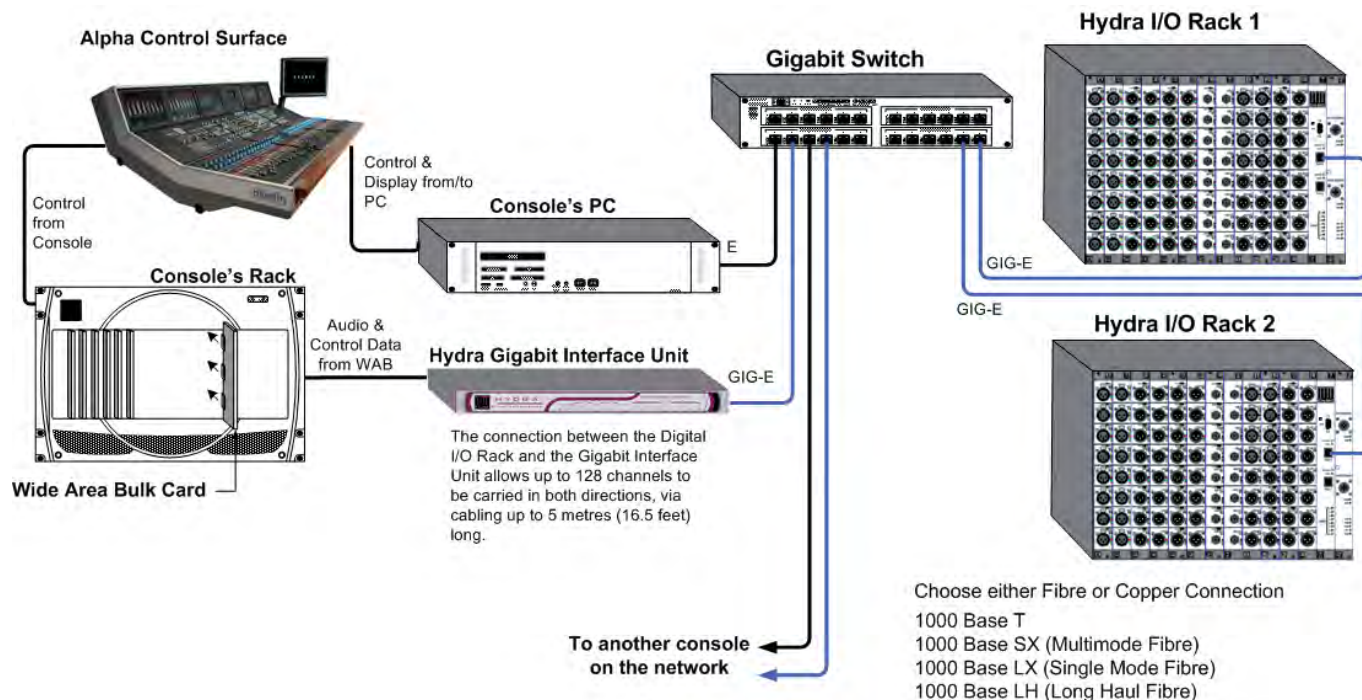 Alpha Control Surface
Gigabit Switch
Hydra I/O Rack 1
Control &
Display from/to
PC
Control
from
Console
Console's PC
E
GIG-E
GIG-E
Console's Rack
Audio &
Control Data
from WAB
Hydra Gigabit Interface Unit
GIG-E
HYDRA
Hydra I/O Rack 2
The connection between the Digital
I/O Rack and the Gigabit Interface
Unit allows up to 128 channels to
be carried in both directions, via
cabling up to 5 metres (16.5 feet)
long.
Wide Area Bulk Card
Choose either Fibre or Copper Connection
1000 Base T
1000 Base SX (Multimode Fibre)
1000 Base LX (Single Mode Fibre)
1000 Base LH (Long Haul Fibre)
To another console
on the network